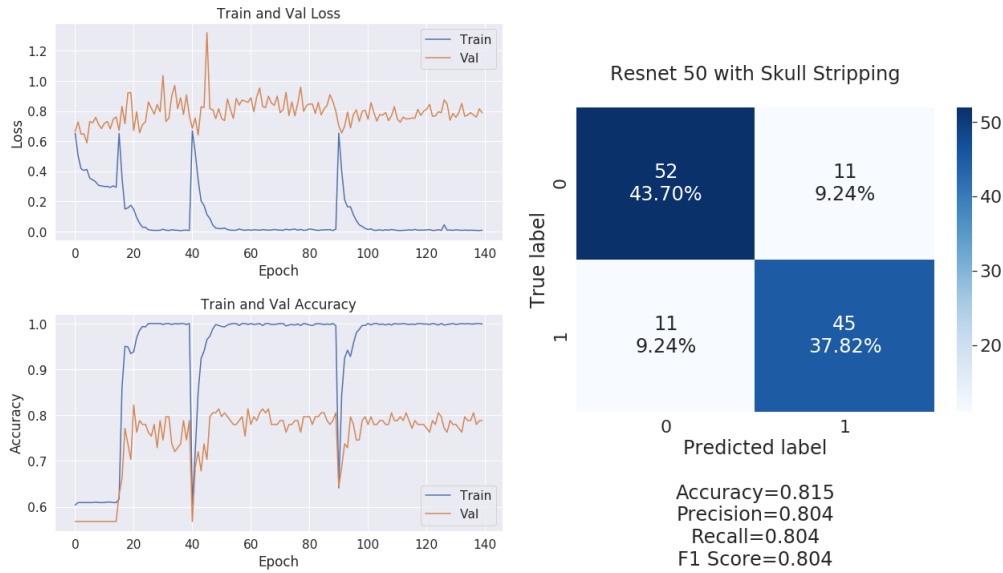 Train and Val Loss
Train
Val
1.2
1.0
0.8
0.6
0.4
0.2
0.0
Loss
0 20 40 60 80 100 120 140
Epoch
Train and Val Accuracy
1.0
0.9
0.8
0.7
0.6
Accuracy
Train
Val
0 20 40 60 80 100 120 140
Epoch
Resnet 50 with Skull Stripping
True label
0
1
52
43.70%
11
9.24%
11
9.24%
45
37.82%
0 1
Predicted label
50
40
30
20
Accuracy=0.815
Precision=0.804
Recall=0.804
F1 Score=0.804